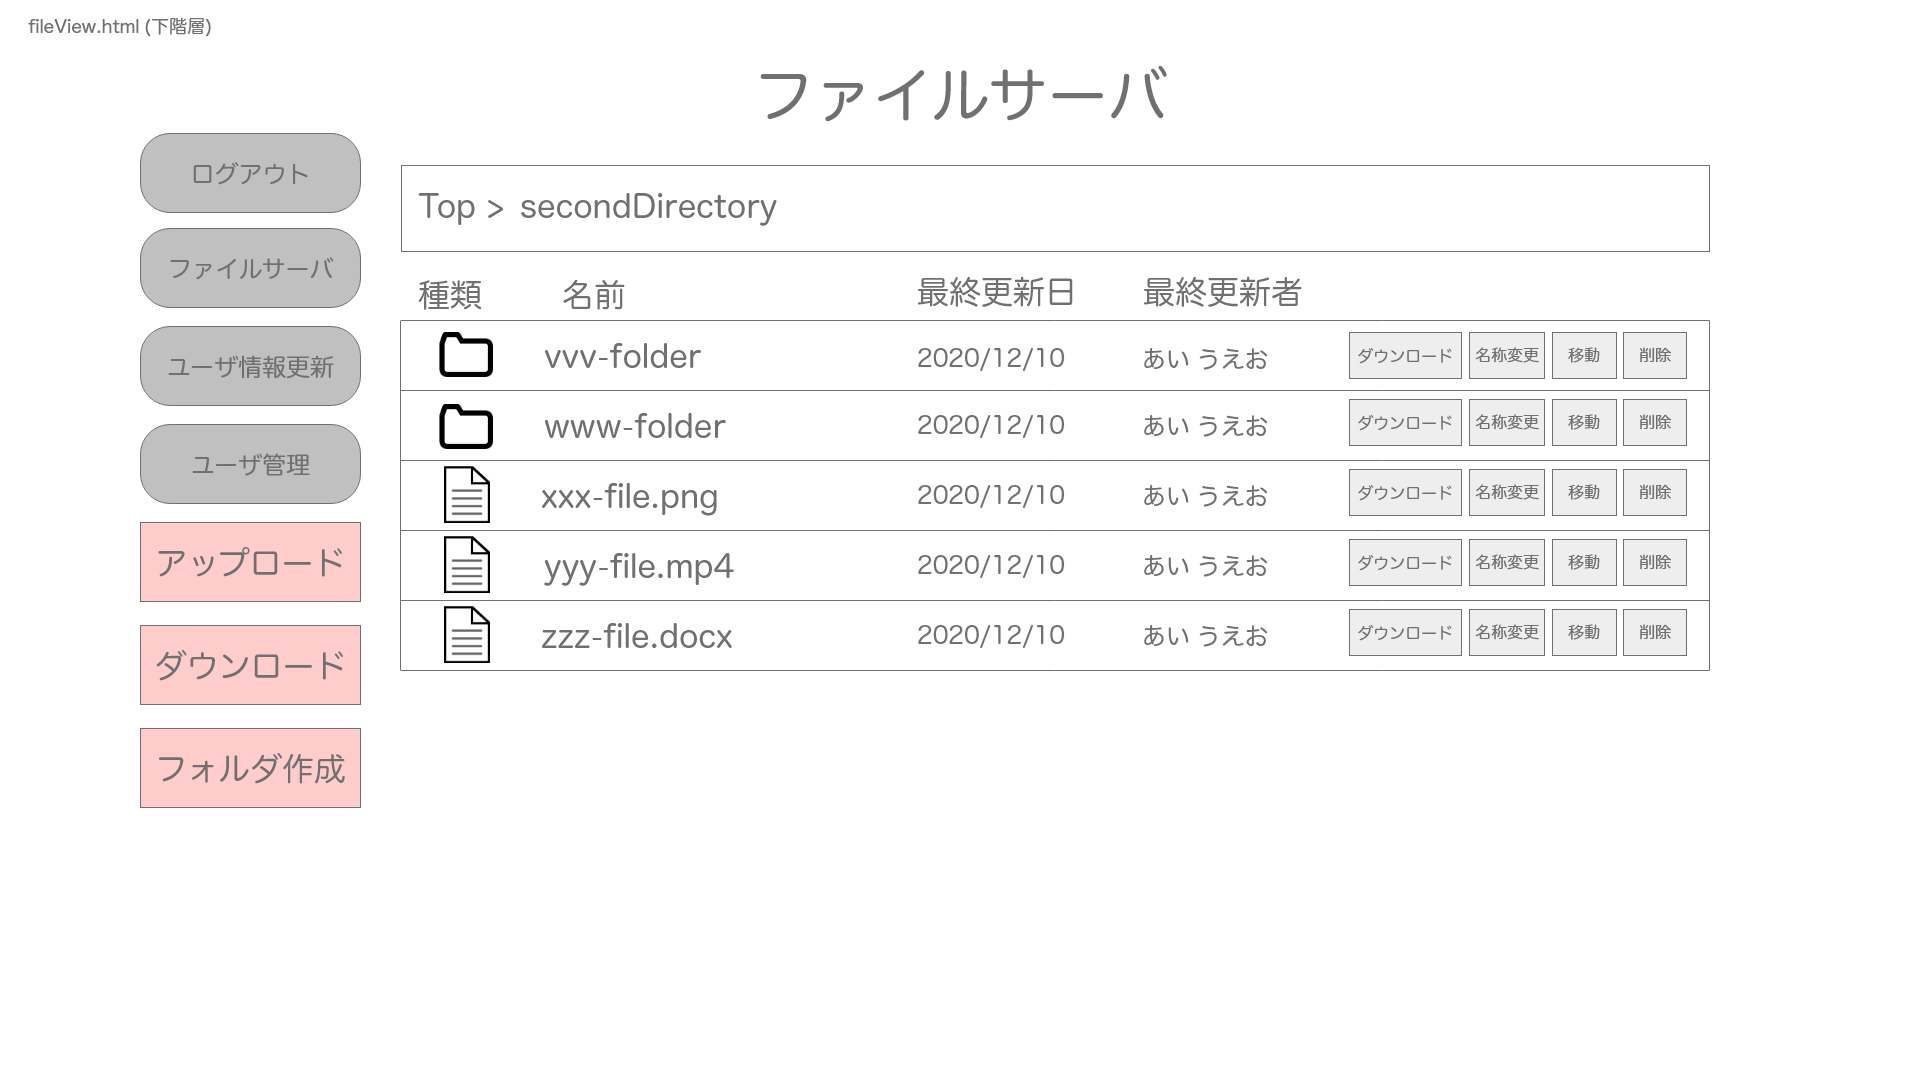 fileView.html (下階層)
ファイルサーバ
ログアウト
ファイルサーバ
ユーザ情報更新
ユーザ管理
アップロード
ダウンロード
フォルダ作成
Top > secondDirectory
種類 名前 最終更新日 最終更新者
vvv-folder 2020/12/10 あい うえお ダウンロード 名称変更 移動 削除
www-folder 2020/12/10 あい うえお ダウンロード 名称変更 移動 削除
xxx-file.png 2020/12/10 あい うえお ダウンロード 名称変更 移動 削除
yyy-file.mp4 2020/12/10 あい うえお ダウンロード 名称変更 移動 削除
zzz-file.docx 2020/12/10 あい うえお ダウンロード 名称変更 移動 削除